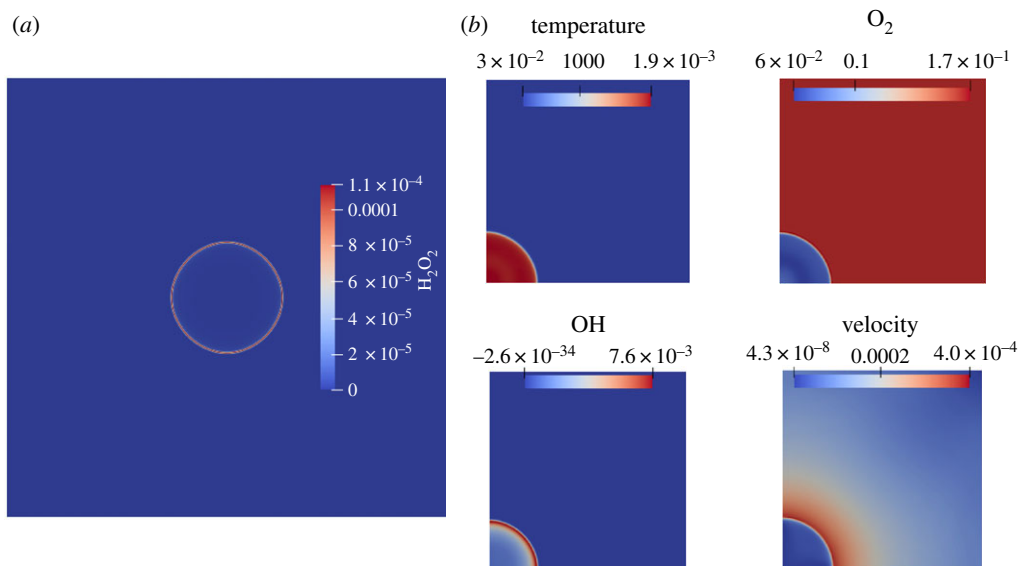 (a)
1.1 × 10⁻⁴
0.0001
8 × 10⁻⁵
6 × 10⁻⁵
4 × 10⁻⁵
2 × 10⁻⁵
0
H₂O₂
(b)
temperature
3 × 10⁻² 1000 1.9 × 10⁻³
O₂
6 × 10⁻² 0.1 1.7 × 10⁻¹
OH
−2.6 × 10⁻³⁴ 7.6 × 10⁻³
velocity
4.3 × 10⁻⁸ 0.0002 4.0 × 10⁻⁴